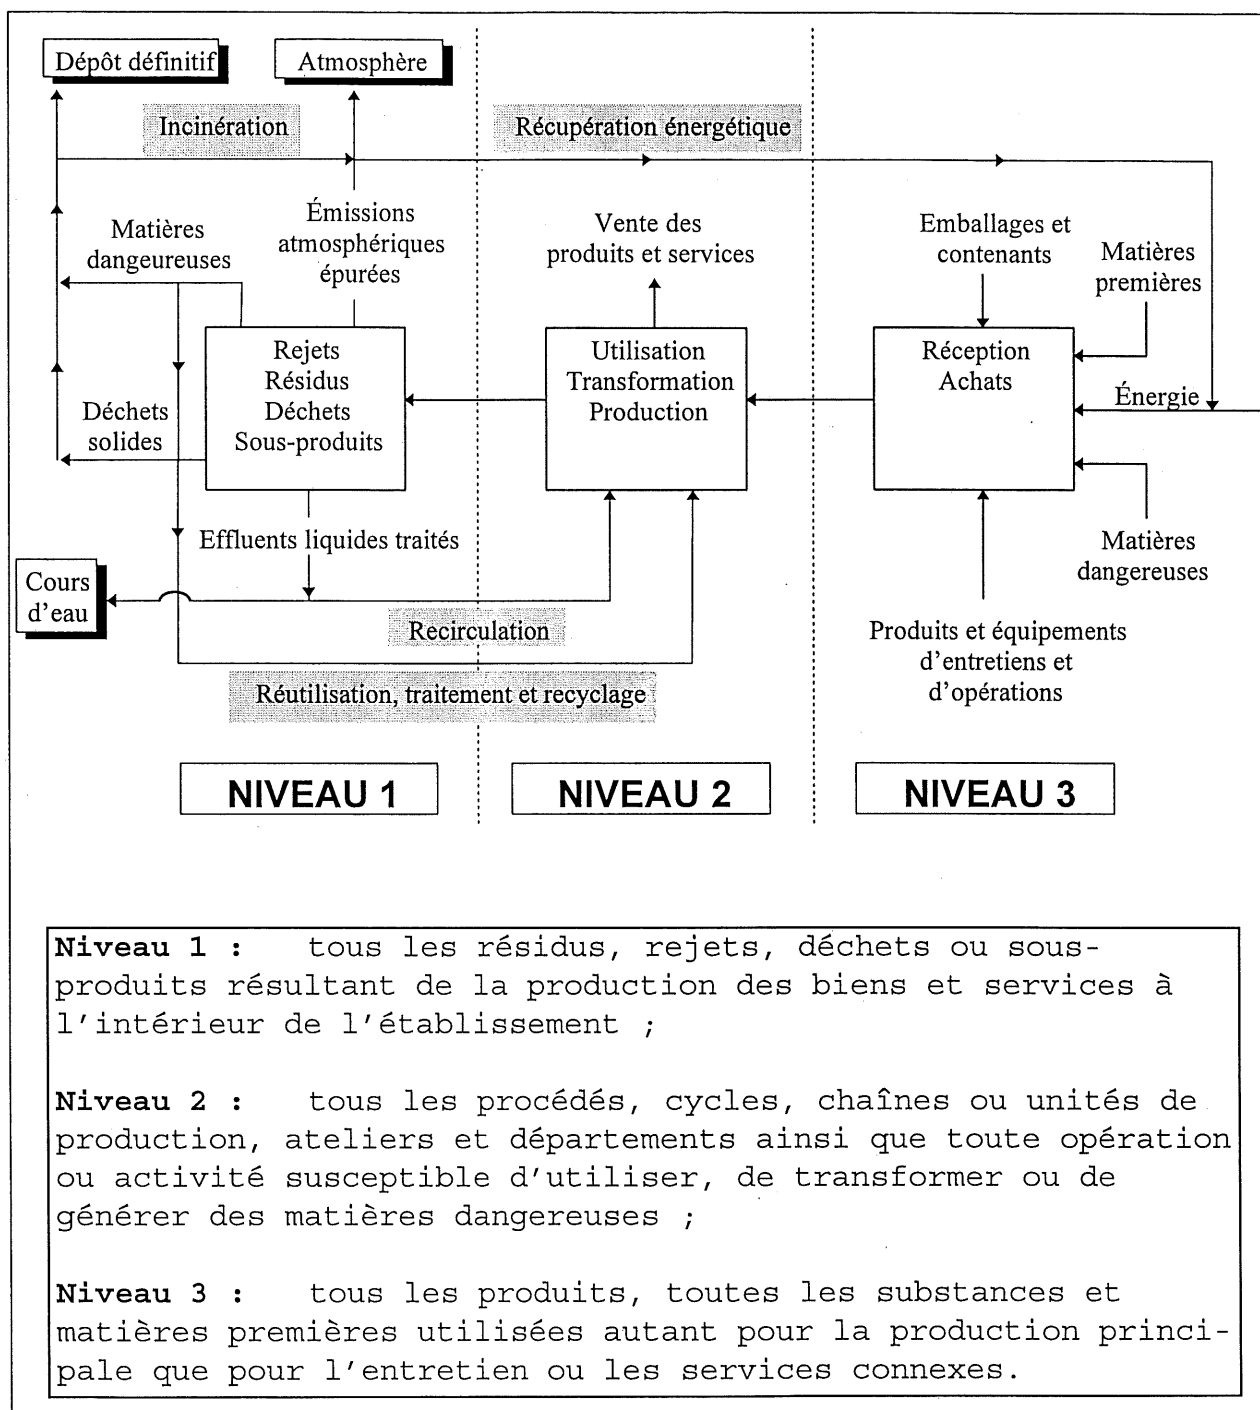 Dépôt définitif
Atmosphère
Incinération
Récupération énergétique
Matières
dangeureuses
Émissions
atmosphériques
épurées
Vente des
produits et services
Emballages et
contenants
Matières
premières
Rejets
Résidus
Déchets
Sous-produits
Utilisation
Transformation
Production
Réception
Achats
Énergie
Déchets
solides
Effluents liquides traités
Matières
dangereuses
Cours
d'eau
Recirculation
Produits et équipements
d'entretiens et
d'opérations
Réutilisation, traitement et recyclage
NIVEAU 1
NIVEAU 2
NIVEAU 3
Niveau 1 : tous les résidus, rejets, déchets ou sous-
produits résultant de la production des biens et services à
l'intérieur de l'établissement ;
Niveau 2 : tous les procédés, cycles, chaînes ou unités de
production, ateliers et départements ainsi que toute opération
ou activité susceptible d'utiliser, de transformer ou de
générer des matières dangereuses ;
Niveau 3 : tous les produits, toutes les substances et
matières premières utilisées autant pour la production princi-
pale que pour l'entretien ou les services connexes.